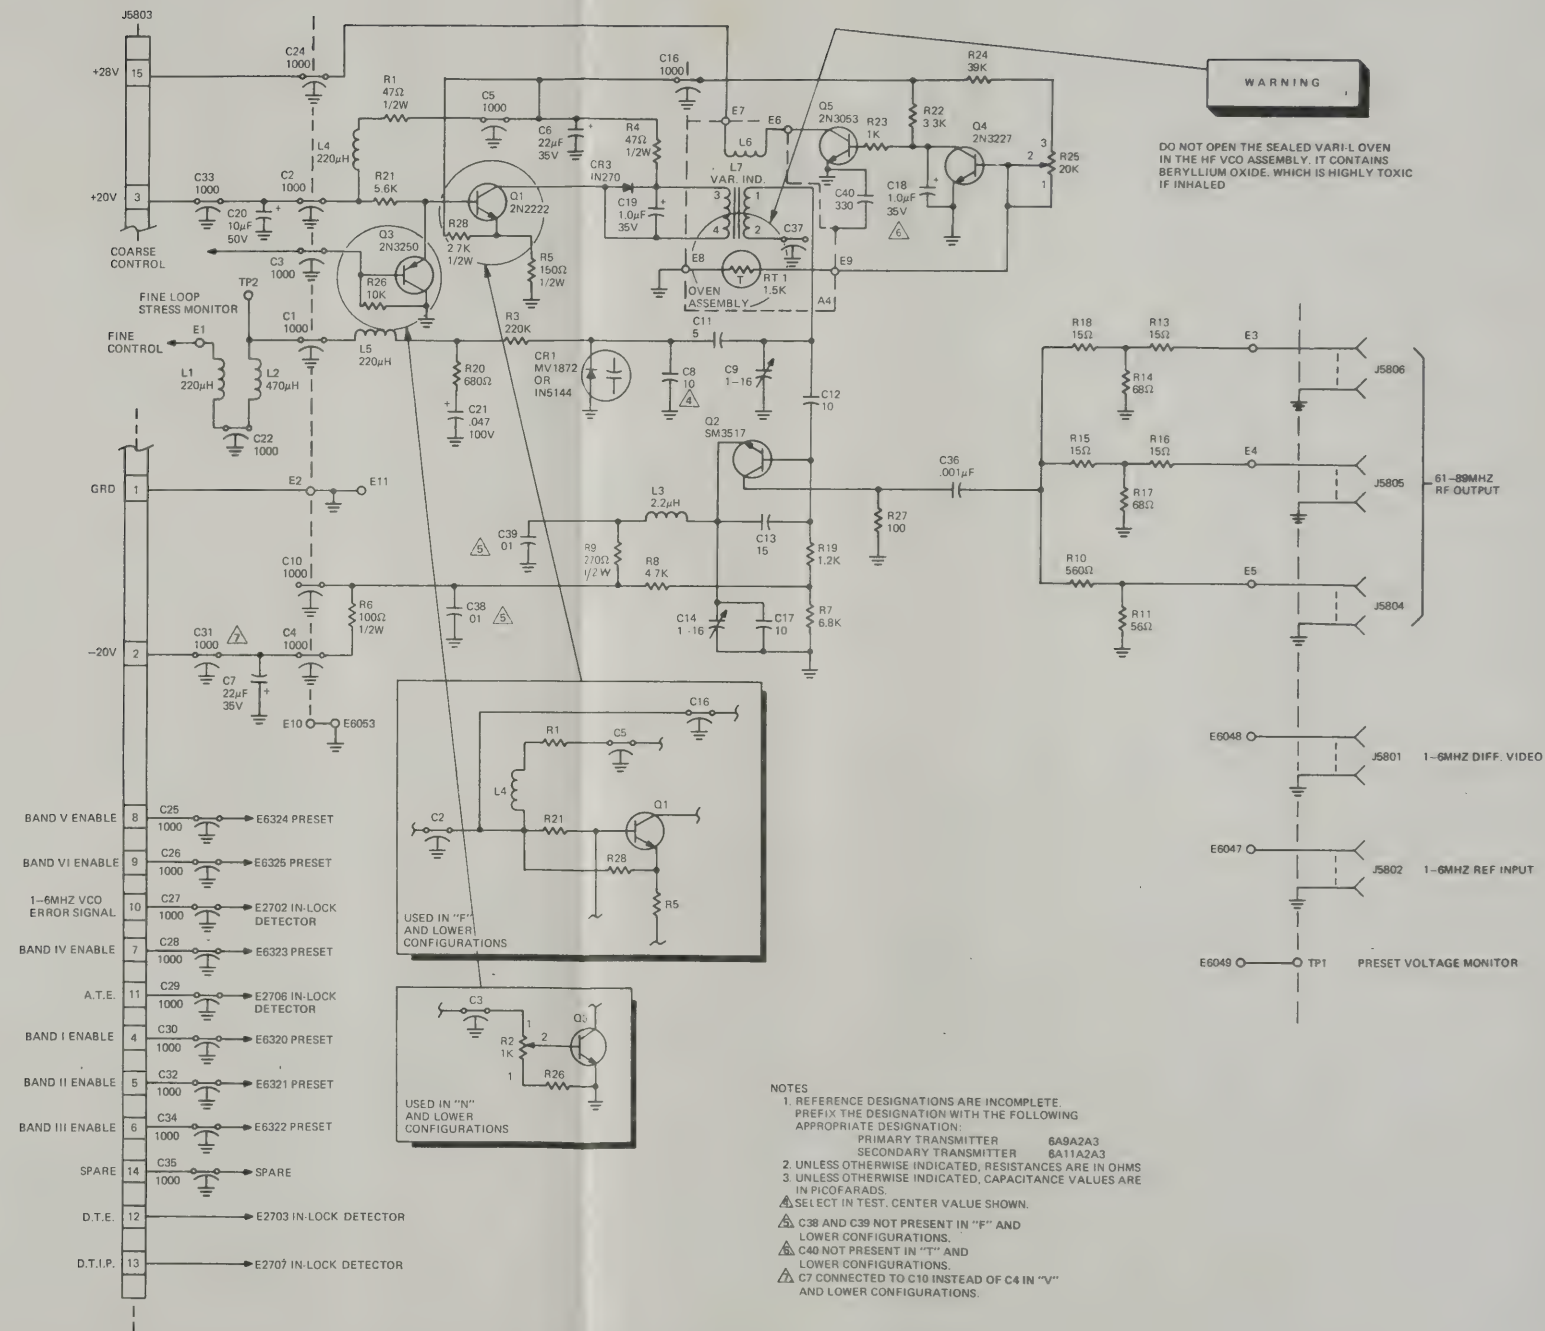 J5803
+28V
15
C24
1000
R1
47Ω
1/2W
C5
1000
C6
22μF
35V
+
C16
1000
R24
39K
WARNING
DO NOT OPEN THE SEALED VARI-L OVEN
IN THE HF VCO ASSEMBLY. IT CONTAINS
BERYLLIUM OXIDE. WHICH IS HIGHLY TOXIC
IF INHALED
L4
220μH
R4
47Ω
1/2W
CR3
IN270
E7
E6
L6
Q5
2N3053
R23
1K
R22
3.3K
Q4
2N3227
3
2
1
R25
20K
+20V
3
C33
1000
C20
10μF
50V
+
C2
1000
R21
5.6K
Q1
2N2222
R28
2.7K
1/2W
C19
1.0μF
35V
+
L7
VAR. IND.
3
4
1
2
C37
C40
330
C18
1.0μF
35V
+
6
COARSE
CONTROL
C3
1000
Q3
2N3250
R26
10K
R5
150Ω
1/2W
E8
E9
T
RT 1
1.5K
OVEN
ASSEMBLY
A4
TP2
FINE LOOP
STRESS MONITOR
FINE
CONTROL
E1
C1
1000
L1
220μH
L2
470μH
C22
1000
L5
220μH
R3
220K
R20
680Ω
C21
.047
100V
+
CR1
MV1872
OR
IN5144
C11
5
C8
10
4
C9
1-16
C12
10
R18
15Ω
R13
15Ω
R14
68Ω
E3
J5806
Q2
SM3517
R15
15Ω
R16
15Ω
R17
68Ω
E4
J5805
61-89MHZ
RF OUTPUT
C36
.001μF
GRD
1
E2
E11
L3
2.2μH
C39
01
5
R9
270Ω
1/2W
C13
15
R27
100
R19
1.2K
C10
1000
R8
4.7K
R10
560Ω
R11
56Ω
E5
J5804
R6
100Ω
1/2W
C38
01
5
C14
1-16
C17
10
R7
6.8K
-20V
2
C31
1000
7
C4
1000
C7
22μF
35V
+
E10
E6053
C16
R1
C5
L4
C2
R21
Q1
R28
R5
USED IN "F"
AND LOWER
CONFIGURATIONS
E6048
J5801
1-6MHZ DIFF. VIDEO
E6047
J5802
1-6MHZ REF INPUT
E6049
TP1
PRESET VOLTAGE MONITOR
BAND V ENABLE
8
C25
1000
E6324 PRESET
BAND VI ENABLE
9
C26
1000
E6325 PRESET
1-6MHZ VCO
ERROR SIGNAL
10
C27
1000
E2702 IN-LOCK
DETECTOR
BAND IV ENABLE
7
C28
1000
E6323 PRESET
A.T.E.
11
C29
1000
E2706 IN-LOCK
DETECTOR
BAND I ENABLE
4
C30
1000
E6320 PRESET
BAND II ENABLE
5
C32
1000
E6321 PRESET
BAND III ENABLE
6
C34
1000
E6322 PRESET
SPARE
14
C35
1000
SPARE
D.T.E.
12
E2703 IN-LOCK DETECTOR
D.T.I.P.
13
E2707 IN-LOCK DETECTOR
C3
1
R2
1K
2
Q3
1
R26
USED IN "N"
AND LOWER
CONFIGURATIONS
NOTES
1. REFERENCE DESIGNATIONS ARE INCOMPLETE.
PREFIX THE DESIGNATION WITH THE FOLLOWING
APPROPRIATE DESIGNATION:
PRIMARY TRANSMITTER 6A9A2A3
SECONDARY TRANSMITTER 6A11A2A3
2. UNLESS OTHERWISE INDICATED, RESISTANCES ARE IN OHMS
3. UNLESS OTHERWISE INDICATED, CAPACITANCE VALUES ARE
IN PICOFARADS.
4 SELECT IN TEST. CENTER VALUE SHOWN.
5 C38 AND C39 NOT PRESENT IN "F" AND
LOWER CONFIGURATIONS.
6 C40 NOT PRESENT IN "T" AND
LOWER CONFIGURATIONS.
7 C7 CONNECTED TO C10 INSTEAD OF C4 IN "V"
AND LOWER CONFIGURATIONS.